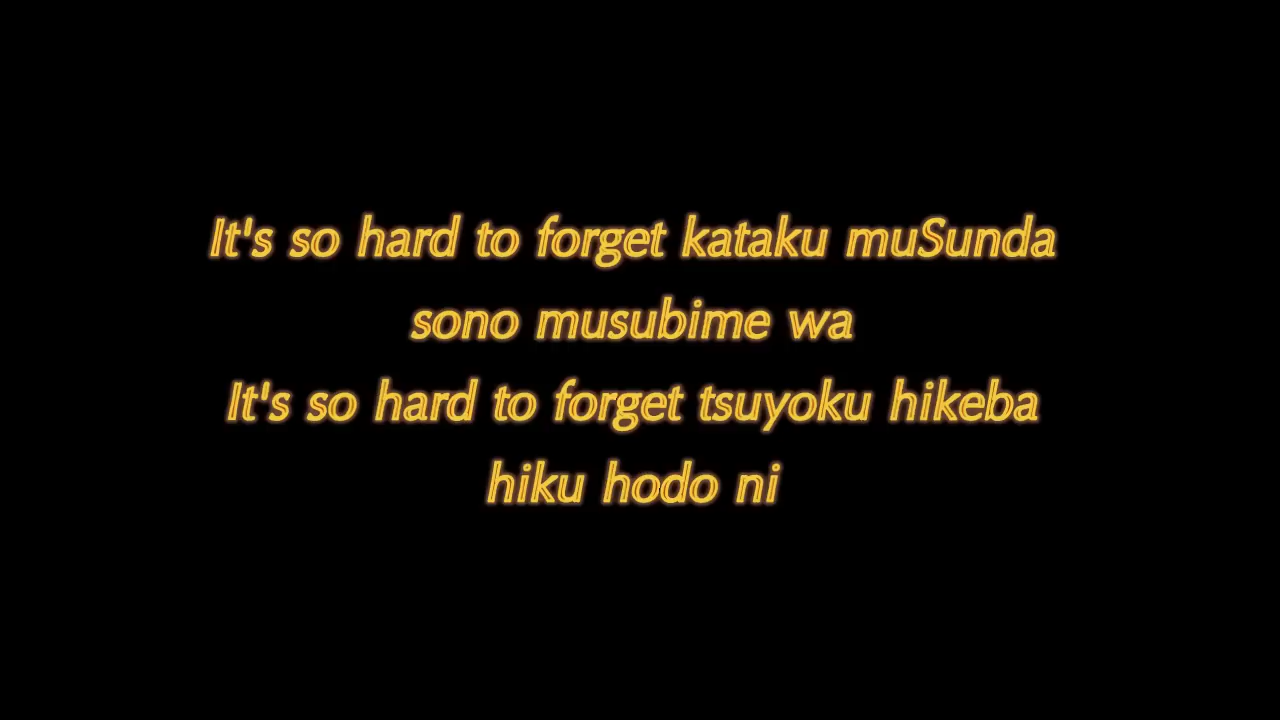 It's so hard to forget kataku muSunda
sono musubime wa
It's so hard to forget tsuyoku hikeba
hiku hodo ni